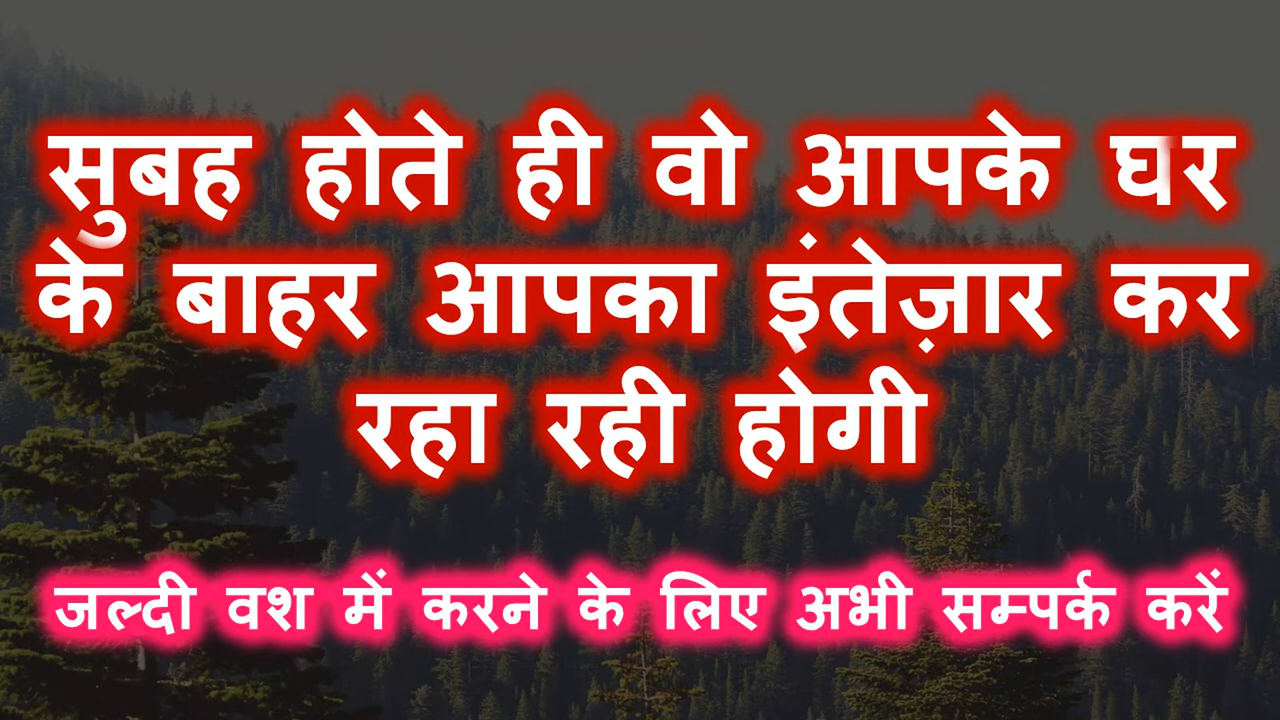 सुबह होते ही वो आपके घर
के बाहर आपका इंतेज़ार कर
रहा रही होगी
जल्दी वश में करने के लिए अभी सम्पर्क करें